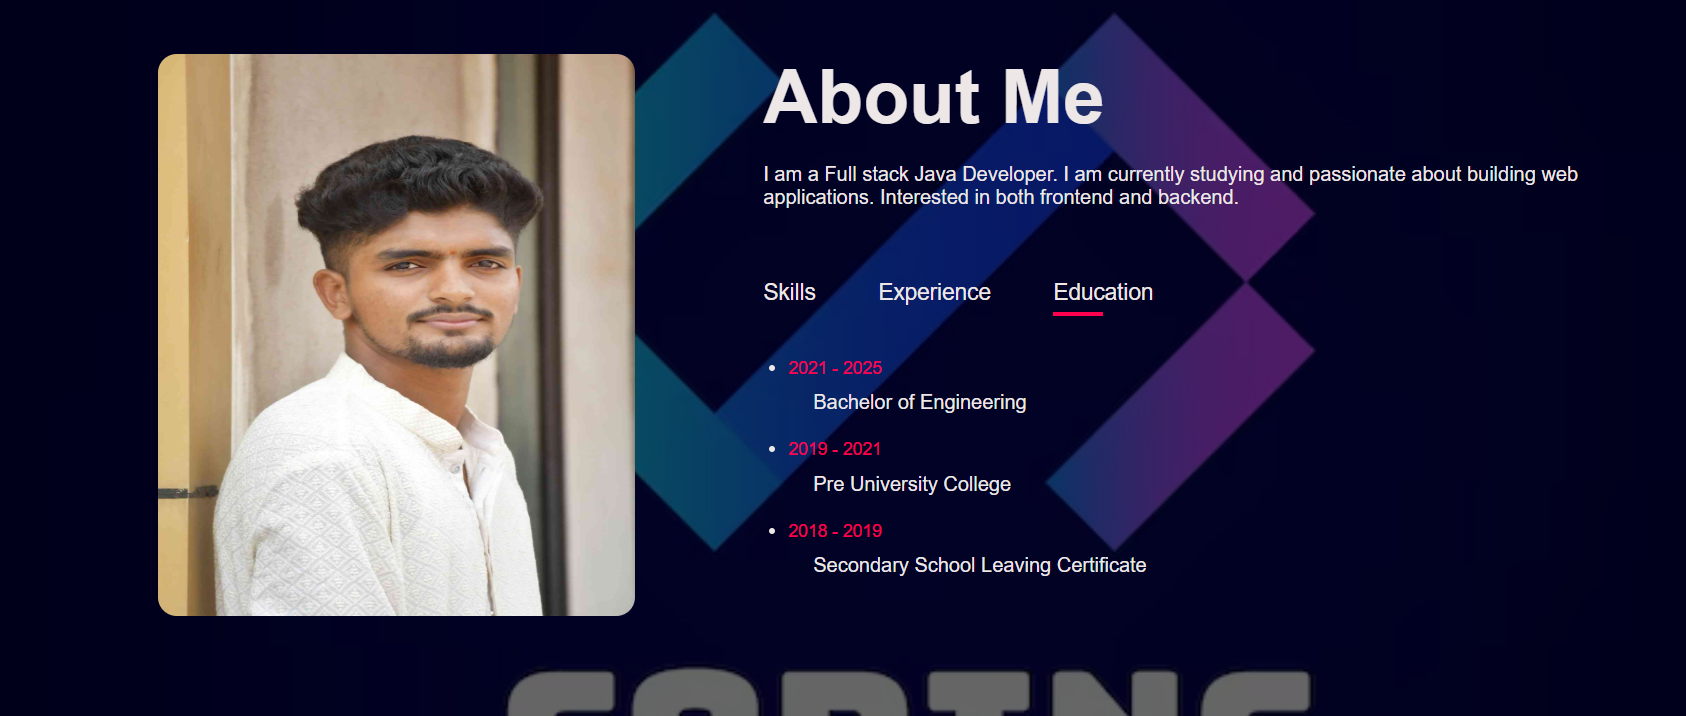 About Me
I am a Full stack Java Developer. I am currently studying and passionate about building web
applications. Interested in both frontend and backend.
Skills Experience Education
2021 - 2025
Bachelor of Engineering
2019 - 2021
Pre University College
2018 - 2019
Secondary School Leaving Certificate
CODING